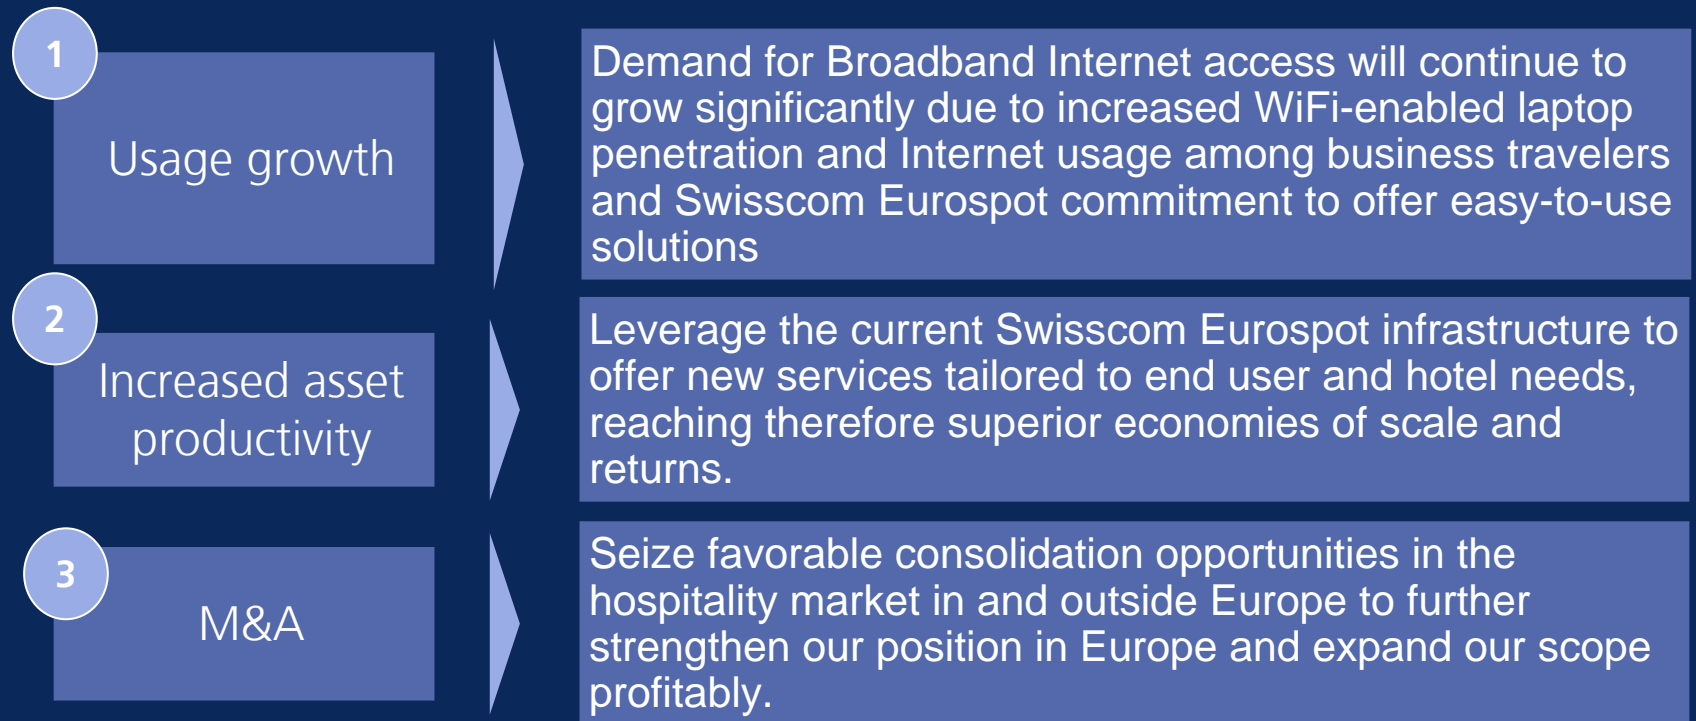 1
Usage growth
Demand for Broadband Internet access will continue to
grow significantly due to increased WiFi-enabled laptop
penetration and Internet usage among business travelers
and Swisscom Eurospot commitment to offer easy-to-use
solutions
2
Increased asset
productivity
Leverage the current Swisscom Eurospot infrastructure to
offer new services tailored to end user and hotel needs,
reaching therefore superior economies of scale and
returns.
3
M&A
Seize favorable consolidation opportunities in the
hospitality market in and outside Europe to further
strengthen our position in Europe and expand our scope
profitably.